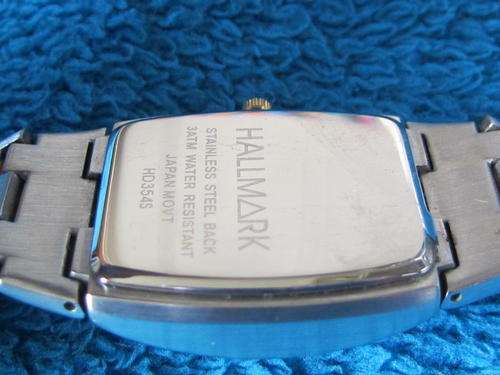 HALLMARK
STAINLESS STEEL BACK
3ATM WATER RESISTANT
JAPAN MOVT
HD354S